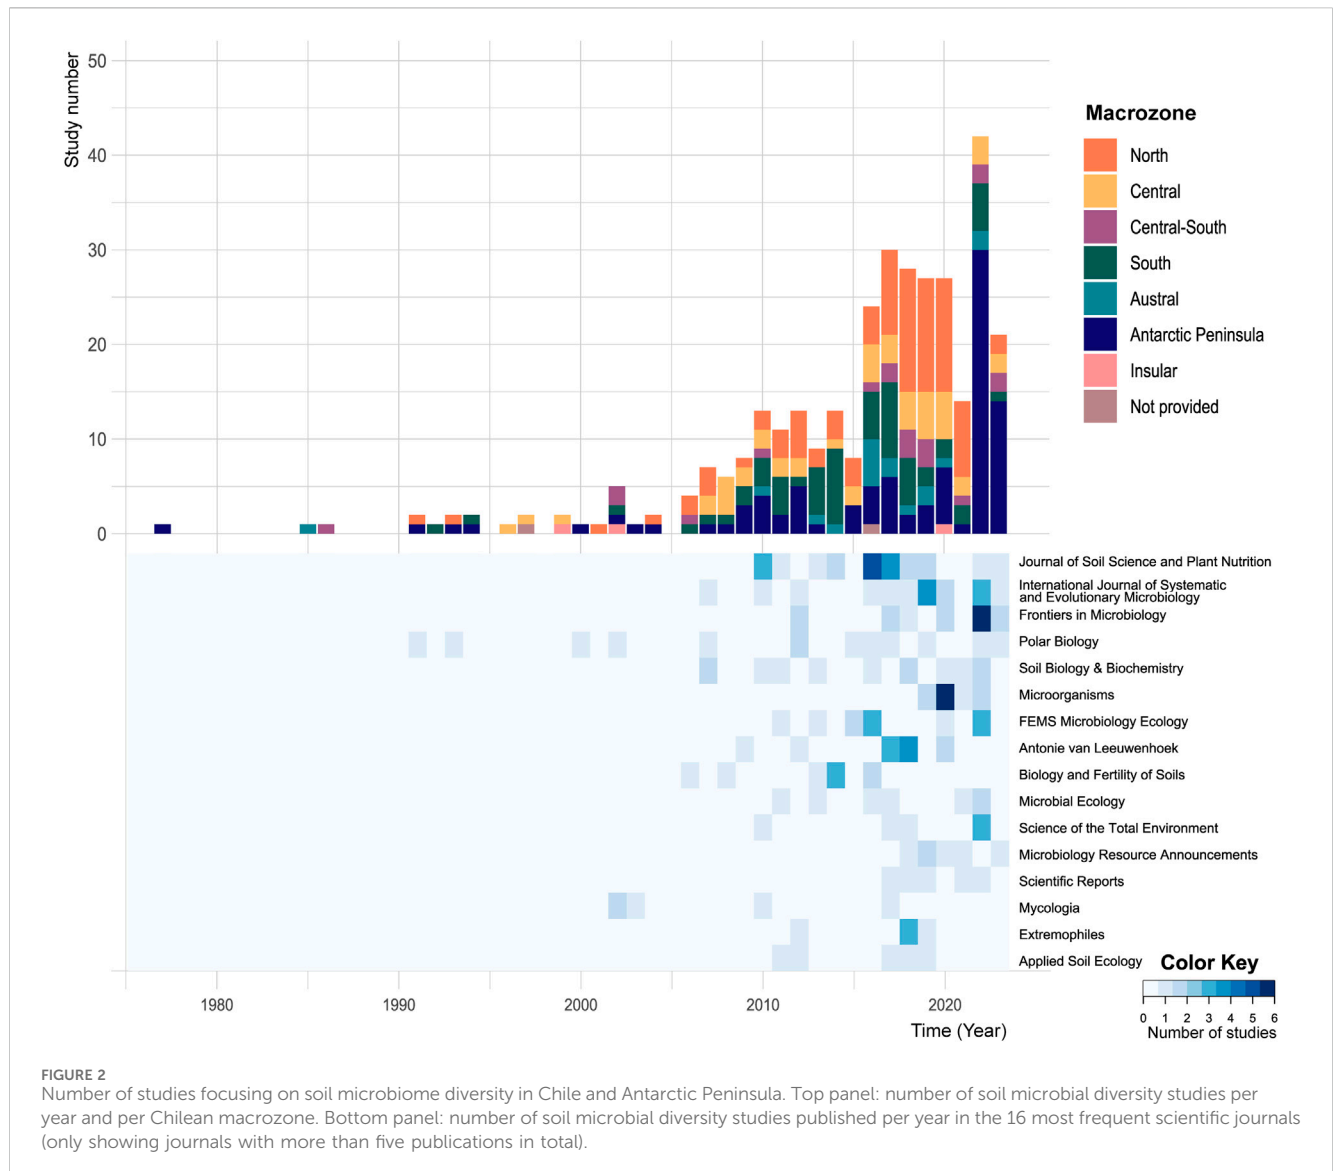 Study number
50
40
30
20
10
0
Macrozone
North
Central
Central-South
South
Austral
Antarctic Peninsula
Insular
Not provided
Journal of Soil Science and Plant Nutrition
International Journal of Systematic
and Evolutionary Microbiology
Frontiers in Microbiology
Polar Biology
Soil Biology & Biochemistry
Microorganisms
FEMS Microbiology Ecology
Antonie van Leeuwenhoek
Biology and Fertility of Soils
Microbial Ecology
Science of the Total Environment
Microbiology Resource Announcements
Scientific Reports
Mycologia
Extremophiles
Applied Soil Ecology
Color Key
0 1 2 3 4 5 6
Number of studies
1980 1990 2000 2010 2020
Time (Year)
FIGURE 2
Number of studies focusing on soil microbiome diversity in Chile and Antarctic Peninsula. Top panel: number of soil microbial diversity studies per
year and per Chilean macrozone. Bottom panel: number of soil microbial diversity studies published per year in the 16 most frequent scientific journals
(only showing journals with more than five publications in total).